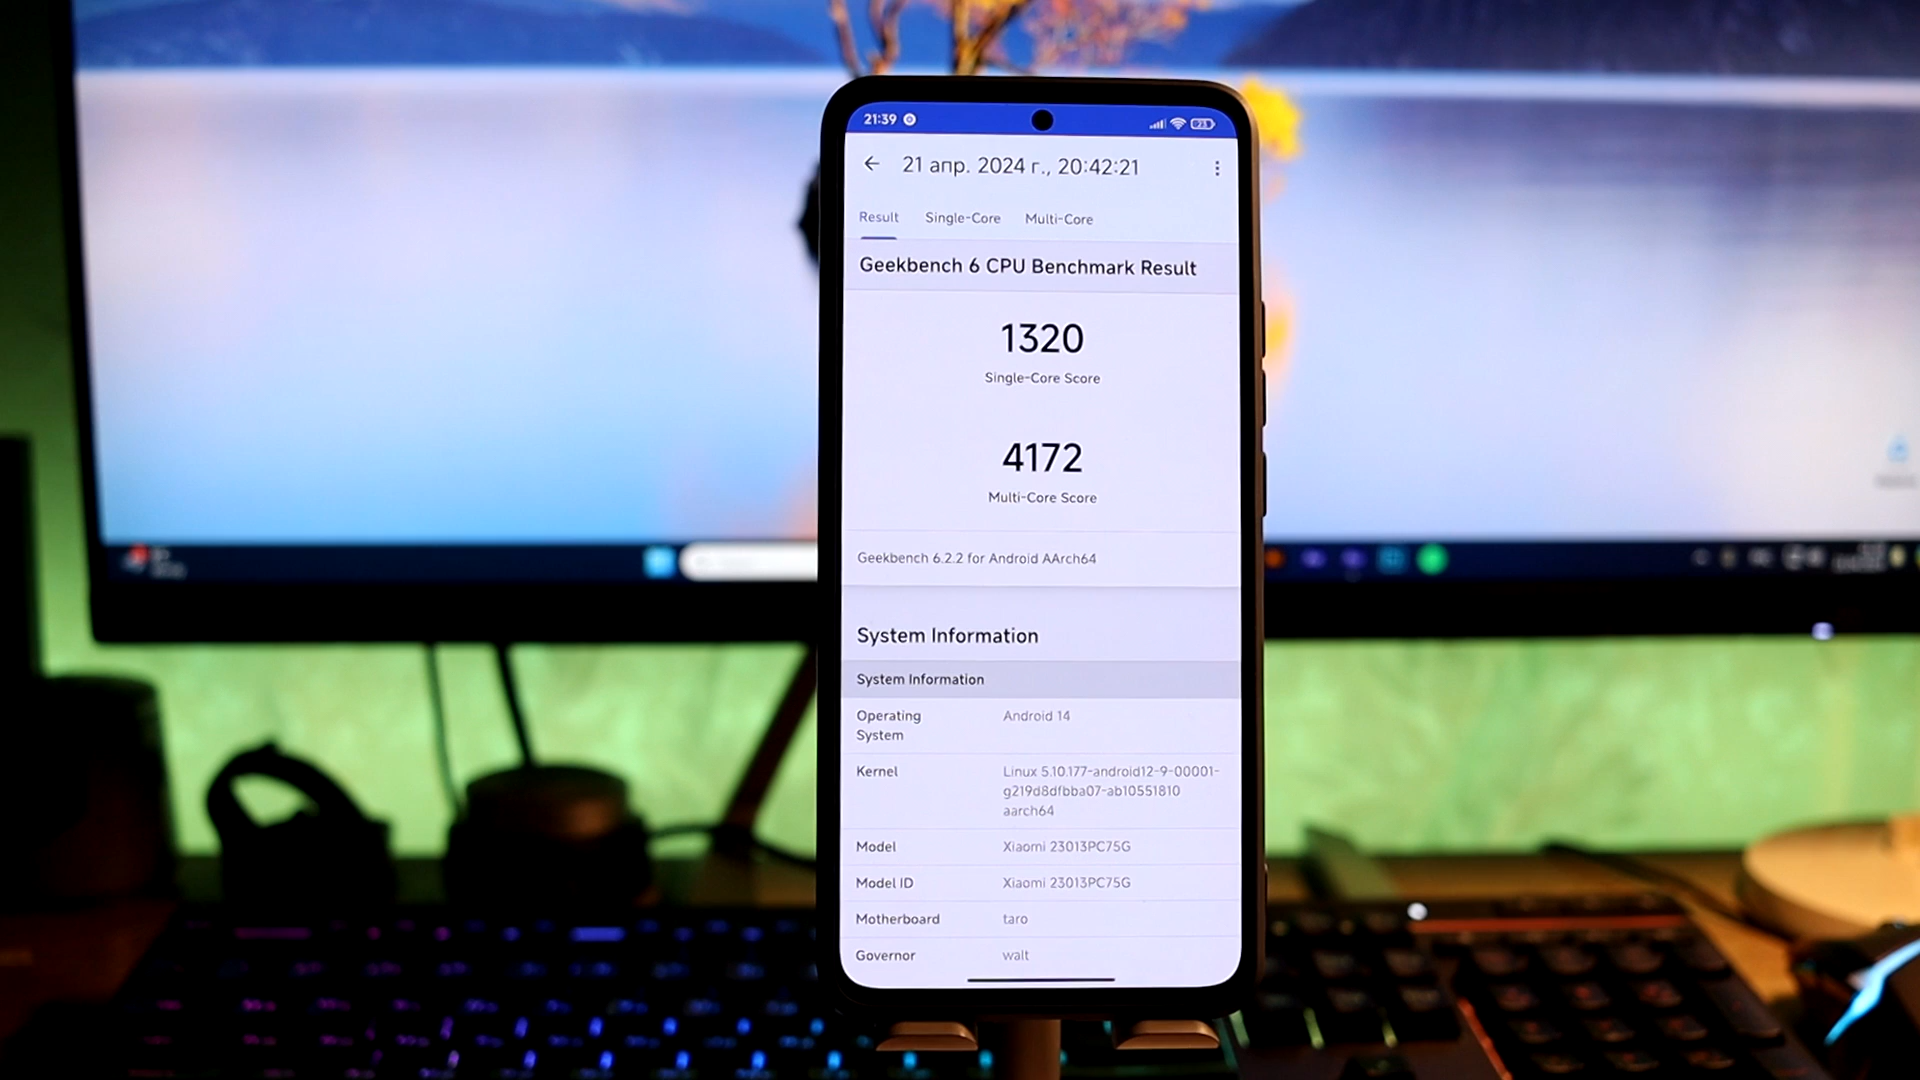 21:39
23
21 апр. 2024 г., 20:42:21
Result Single-Core Multi-Core
Geekbench 6 CPU Benchmark Result
1320
Single-Core Score
4172
Multi-Core Score
Geekbench 6.2.2 for Android AArch64
System Information
System Information
Operating System Android 14
Kernel Linux 5.10.177-android12-9-00001-
g219d8dfbba07-ab10551810
aarch64
Model Xiaomi 23013PC75G
Model ID Xiaomi 23013PC75G
Motherboard taro
Governor walt